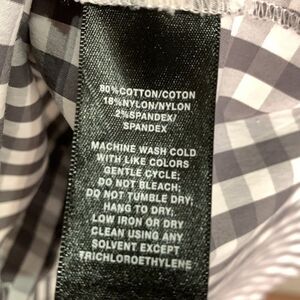 80%COTTON/COTON
18%NYLON/NYLON
2%SPANDEX/
SPANDEX
MACHINE WASH COLD
WITH LIKE COLORS
GENTLE CYCLE;
DO NOT BLEACH;
DO NOT TUMBLE DRY;
HANG TO DRY;
LOW IRON OR DRY
CLEAN USING ANY
SOLVENT EXCEPT
TRICHLOROETHYLENE